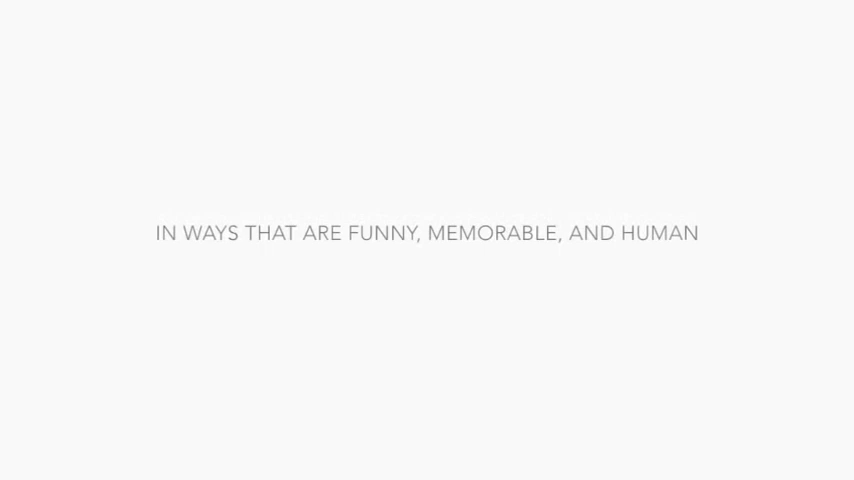 IN WAYS THAT ARE FUNNY, MEMORABLE, AND HUMAN